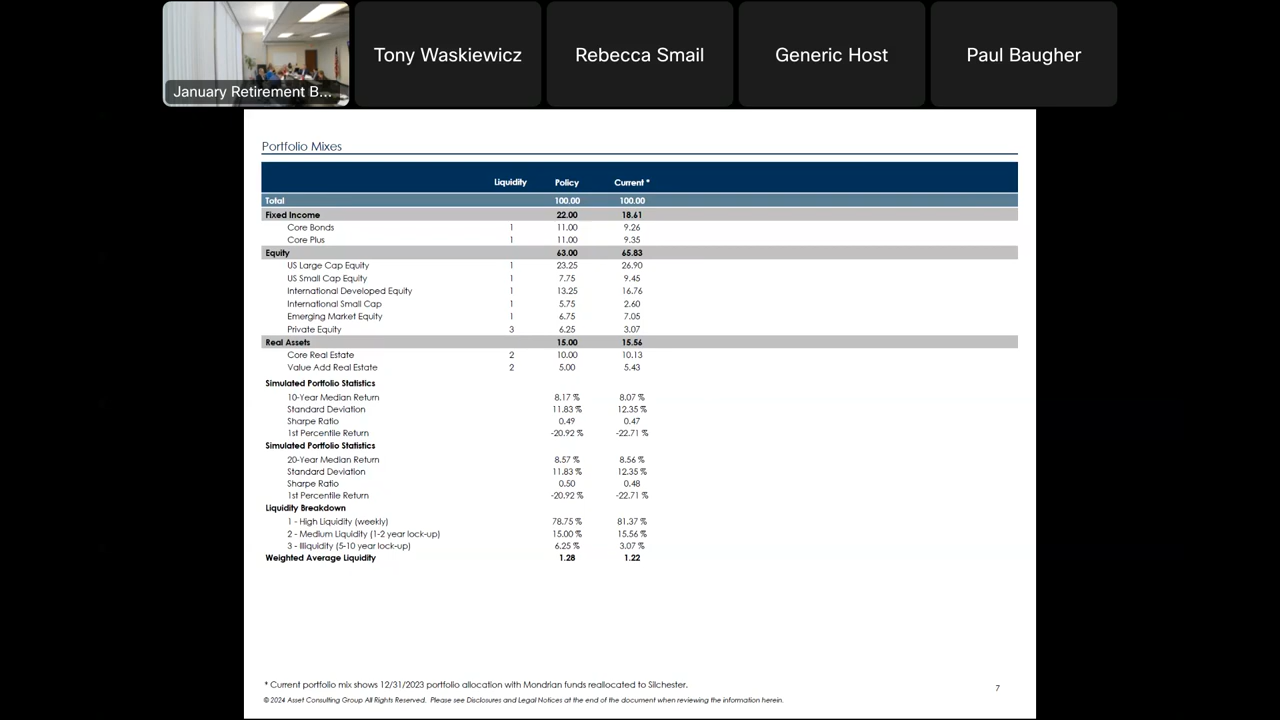 January Retirement B...
Tony Waskiewicz
Rebecca Smail
Generic Host
Paul Baugher
Portfolio Mixes
Liquidity Policy Current *
Total 100.00 100.00
Fixed Income 22.00 18.61
Core Bonds 1 11.00 9.26
Core Plus 1 11.00 9.35
Equity 63.00 65.83
US Large Cap Equity 1 23.25 26.90
US Small Cap Equity 1 7.75 9.45
International Developed Equity 1 13.25 16.76
International Small Cap 1 5.75 2.60
Emerging Market Equity 1 6.75 7.05
Private Equity 3 6.25 3.07
Real Assets 15.00 15.56
Core Real Estate 2 10.00 10.13
Value Add Real Estate 2 5.00 5.43
Simulated Portfolio Statistics
10-Year Median Return 8.17 % 8.07 %
Standard Deviation 11.83 % 12.35 %
Sharpe Ratio 0.49 0.47
1st Percentile Return -20.92 % -22.71 %
Simulated Portfolio Statistics
20-Year Median Return 8.57 % 8.56 %
Standard Deviation 11.83 % 12.35 %
Sharpe Ratio 0.50 0.48
1st Percentile Return -20.92 % -22.71 %
Liquidity Breakdown
1 - High Liquidity (weekly) 78.75 % 81.37 %
2 - Medium Liquidity (1-2 year lock-up) 15.00 % 15.56 %
3 - Illiquidity (5-10 year lock-up) 6.25 % 3.07 %
Weighted Average Liquidity 1.28 1.22
* Current portfolio mix shows 12/31/2023 portfolio allocation with Mondrian funds reallocated to Silchester.
7
© 2024 Asset Consulting Group All Rights Reserved. Please see Disclosures and Legal Notices at the end of the document when reviewing the information herein.